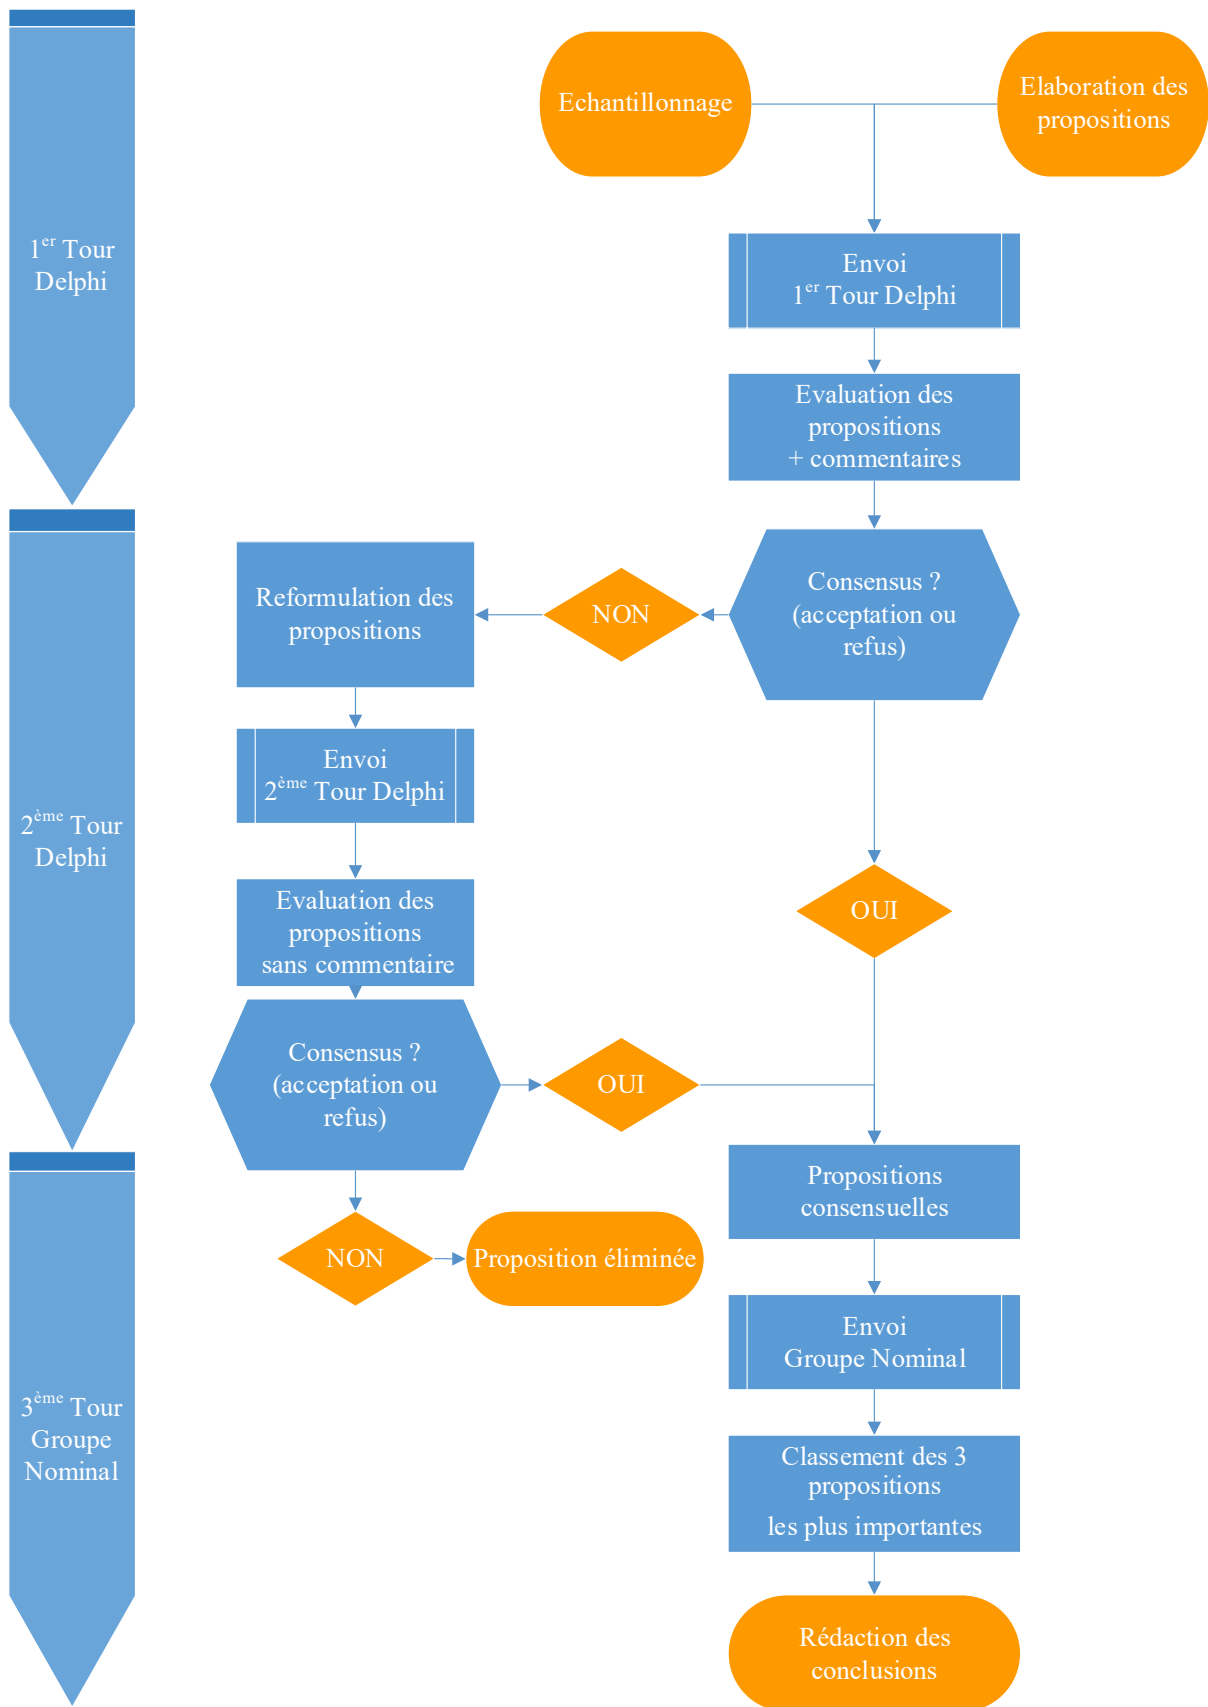 Echantillonnage
Elaboration des
propositions
1er Tour
Delphi
Envoi
1er Tour Delphi
Evaluation des
propositions
+ commentaires
Consensus ?
(acceptation ou
refus)
NON
Reformulation des
propositions
Envoi
2ème Tour Delphi
2ème Tour
Delphi
Evaluation des
propositions
sans commentaire
OUI
Consensus ?
(acceptation ou
refus)
OUI
Propositions
consensuelles
NON
Proposition éliminée
Envoi
Groupe Nominal
3ème Tour
Groupe
Nominal
Classement des 3
propositions
les plus importantes
Rédaction des
conclusions